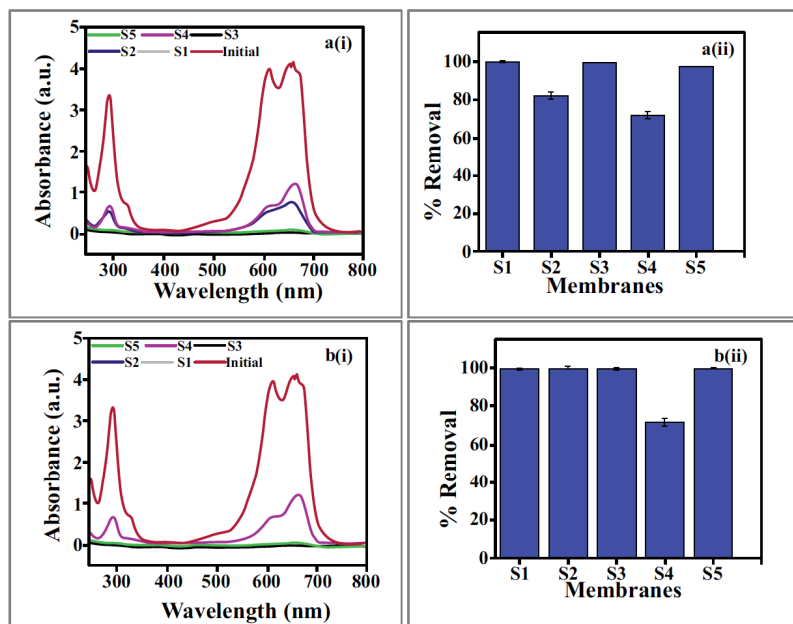 S5 S4 S3
S2 S1 Initial
a(i)
5
4
3
2
1
0
Absorbance (a.u.)
300 400 500 600 700 800
Wavelength (nm)
a(ii)
100
80
60
40
20
0
% Removal
S1 S2 S3 S4 S5
Membranes
S5 S4 S3
S2 S1 Initial
b(i)
5
4
3
2
1
0
Absorbance (a.u.)
300 400 500 600 700 800
Wavelength (nm)
b(ii)
100
80
60
40
20
0
% Removal
S1 S2 S3 S4 S5
Membranes